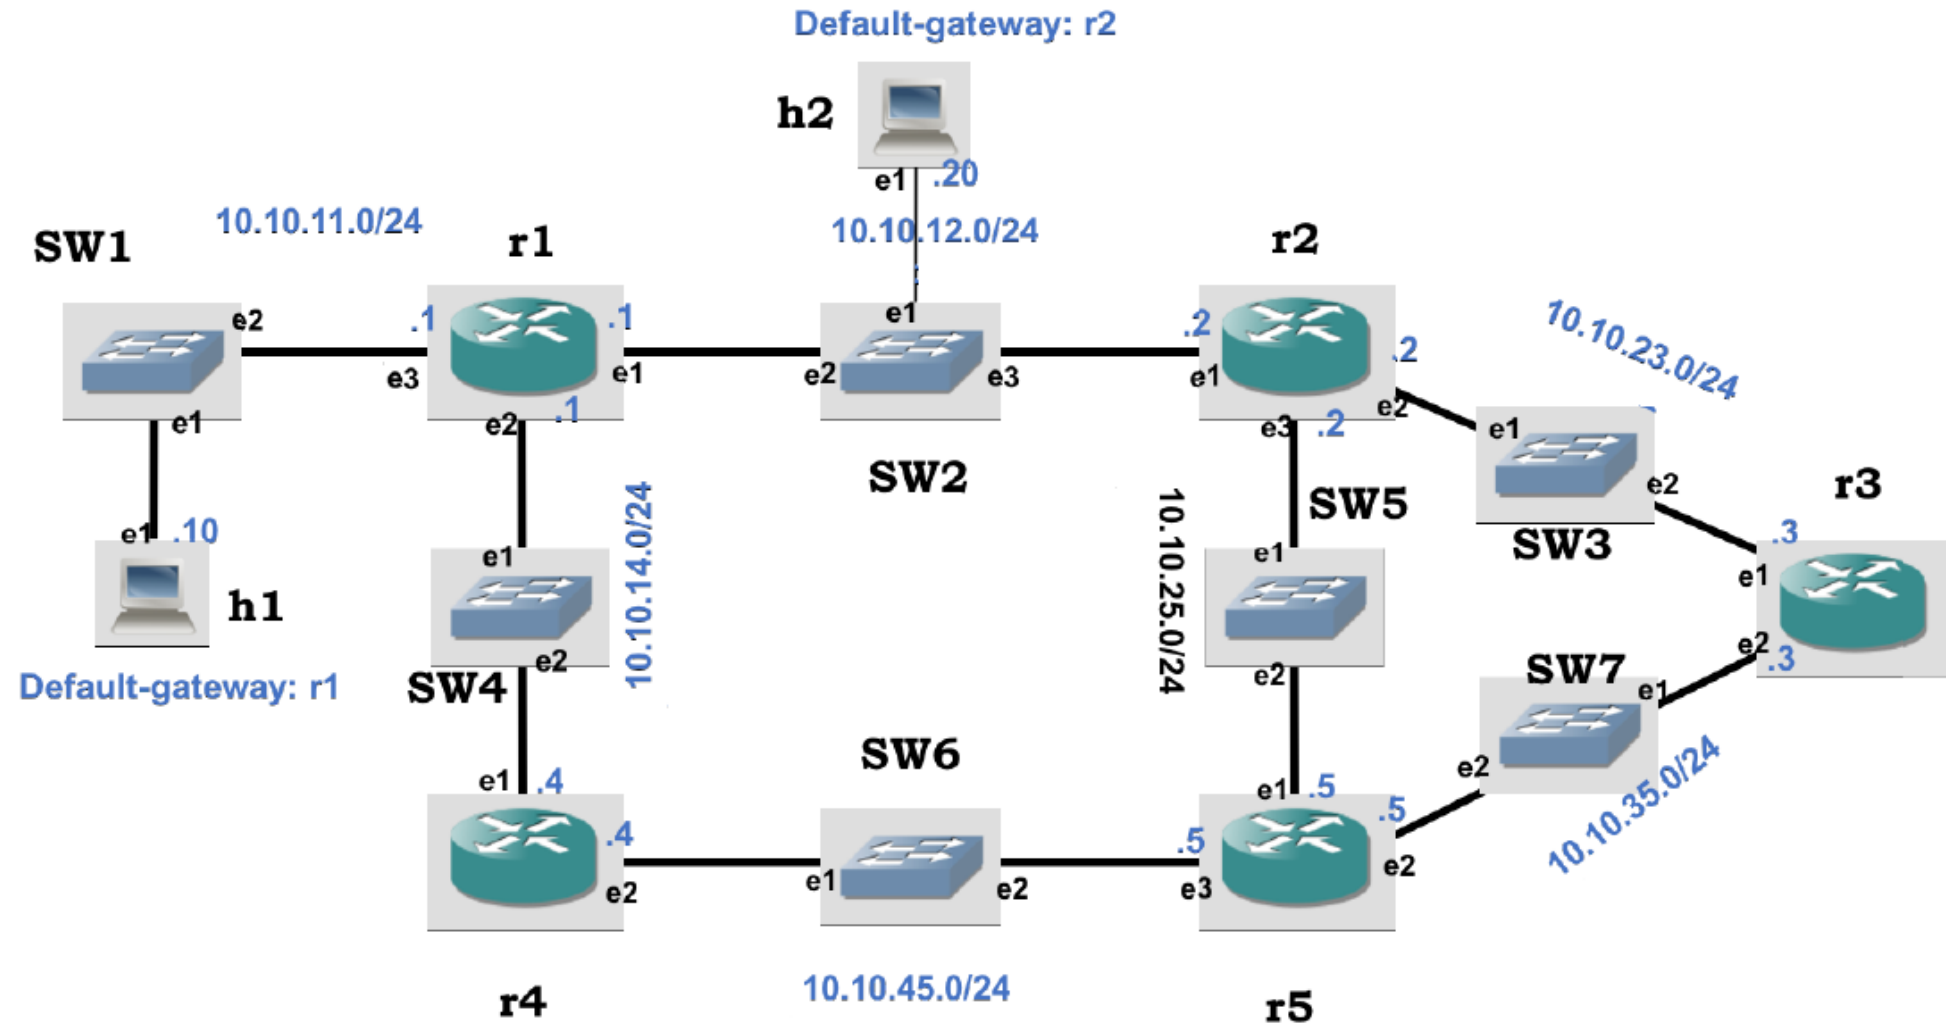 Default-gateway: r2
h2
e1
.20
10.10.11.0/24
10.10.12.0/24
SW1
r1
r2
e2
.1
.1
e1
.2
.2
10.10.23.0/24
e3
e1
e2
e3
e1
e2
e1
e2
.1
e3
.2
e1
SW2
SW5
e2
r3
10.10.14.0/24
10.10.25.0/24
e1
.10
SW3
.3
e1
e1
e1
h1
e2
e2
e2
.3
Default-gateway: r1
SW4
SW7
e1
SW6
e2
10.10.35.0/24
e1
.4
e1
.5
.5
.4
.5
e2
e1
e2
e3
e2
r4
10.10.45.0/24
r5